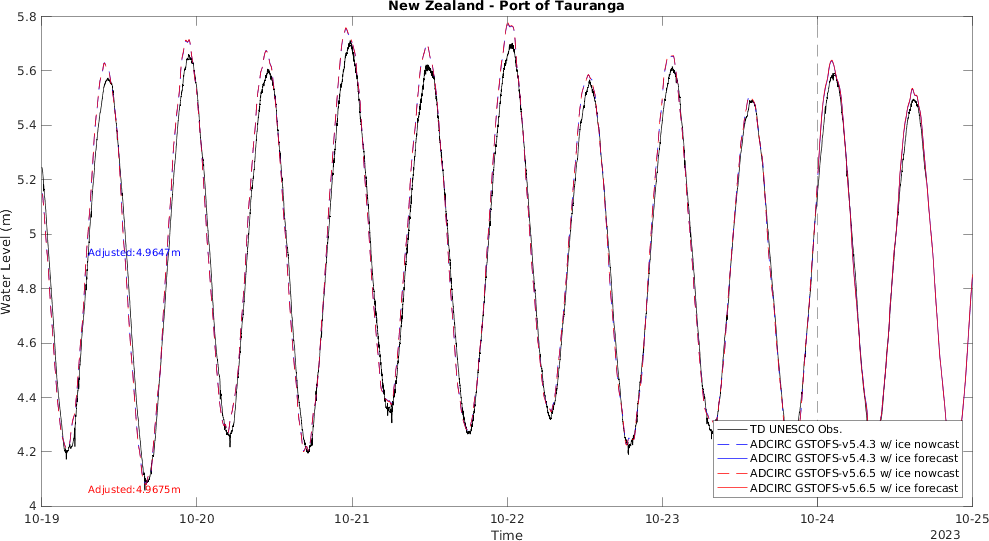 New Zealand - Port of Tauranga
5.8
5.6
5.4
5.2
5
4.8
4.6
4.4
4.2
4
Water Level (m)
Adjusted:4.9647m
Adjusted:4.9675m
TD UNESCO Obs.
ADCIRC GSTOFS-v5.4.3 w/ ice nowcast
ADCIRC GSTOFS-v5.4.3 w/ ice forecast
ADCIRC GSTOFS-v5.6.5 w/ ice nowcast
ADCIRC GSTOFS-v5.6.5 w/ ice forecast
10-19 10-20 10-21 10-22 10-23 10-24 10-25
Time
2023